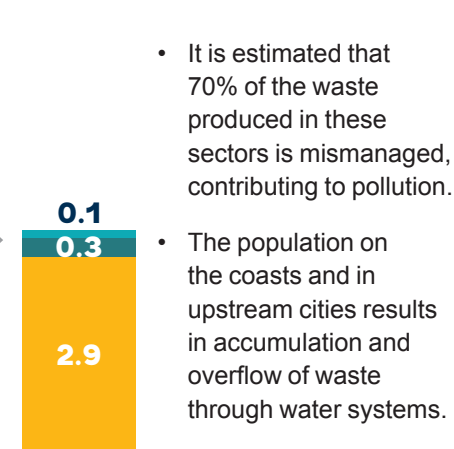 • It is estimated that
70% of the waste
produced in these
sectors is mismanaged,
contributing to pollution.
0.1
0.3
2.9
• The population on
the coasts and in
upstream cities results
in accumulation and
overflow of waste
through water systems.